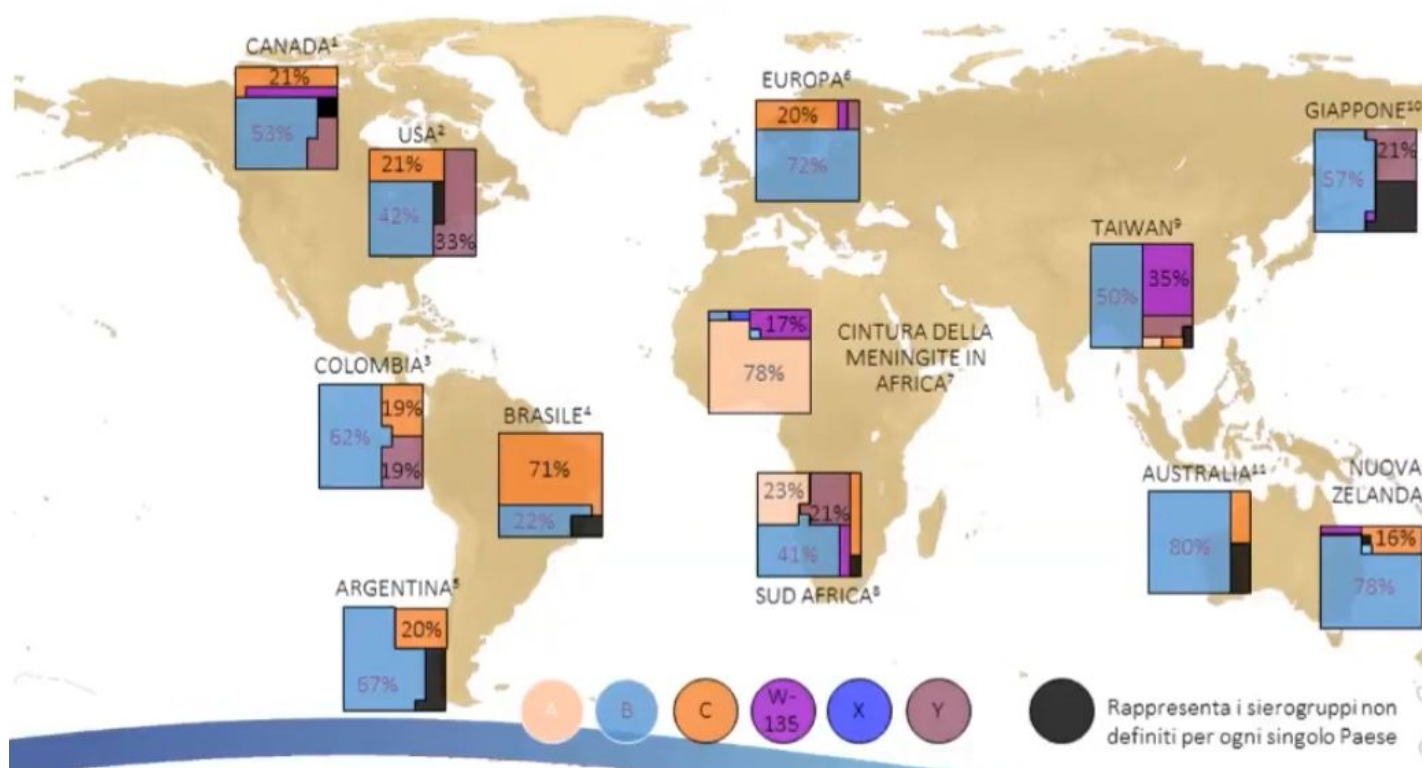 CANADA¹
21%
53%
USA²
21%
42%
33%
EUROPA⁶
20%
72%
GIAPPONE¹⁰
21%
57%
TAIWAN⁹
35%
50%
17%
78%
CINTURA DELLA
MENINGITE IN
AFRICA⁷
COLOMBIA³
19%
62%
19%
BRASILE⁴
71%
22%
23%
21%
41%
SUD AFRICA⁸
AUSTRALIA¹¹
80%
NUOVA
ZELANDA
16%
78%
ARGENTINA⁵
20%
67%
A
B
C
W-
135
X
Y
Rappresenta i sierogruppi non
definiti per ogni singolo Paese